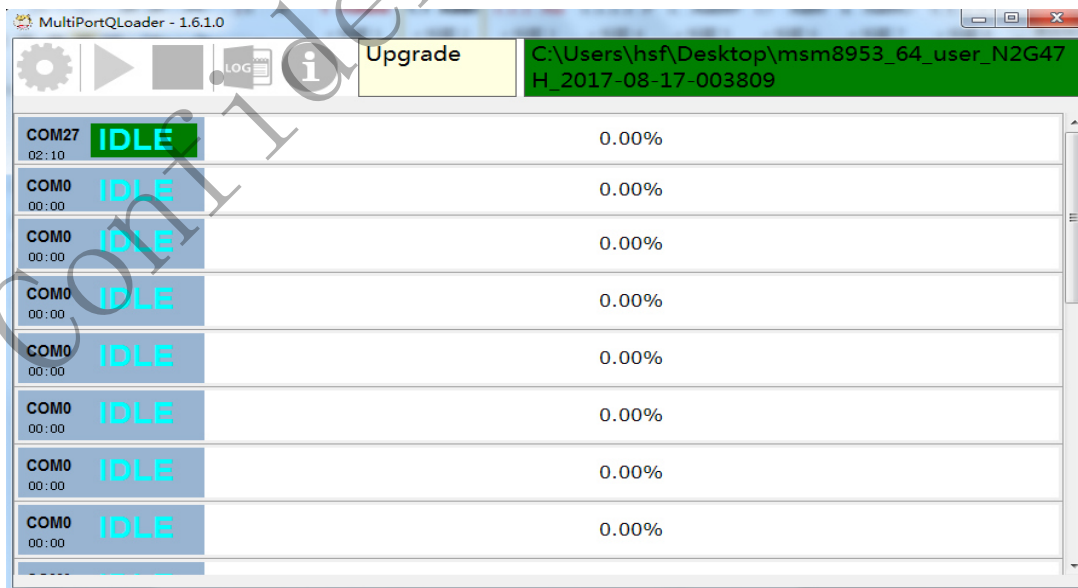 MultiPortQLoader - 1.6.1.0
LOG
Upgrade
C:\Users\hsf\Desktop\msm8953_64_user_N2G47
H_2017-08-17-003809
COM27
IDLE
02:10
0.00%
COM0
IDLE
00:00
0.00%
COM0
IDLE
00:00
0.00%
COM0
IDLE
00:00
0.00%
COM0
IDLE
00:00
0.00%
COM0
IDLE
00:00
0.00%
COM0
IDLE
00:00
0.00%
COM0
IDLE
00:00
0.00%
Confide